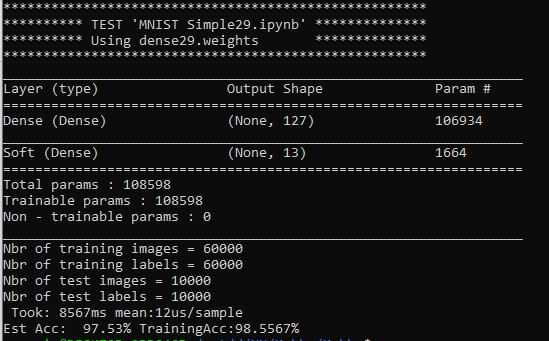 *****************************************************
********** TEST 'MNIST Simple29.ipynb' **************
********** Using dense29.weights       **************
*****************************************************
_________________________________________________________________
Layer (type)                Output Shape              Param #
=================================================================
Dense (Dense)               (None, 127)               106934
_________________________________________________________________
Soft (Dense)                (None, 13)                1664
=================================================================
Total params : 108598
Trainable params : 108598
Non - trainable params : 0
_________________________________________________________________
Nbr of training images = 60000
Nbr of training labels = 60000
Nbr of test images = 10000
Nbr of test labels = 10000
 Took: 8567ms mean:12us/sample
Est Acc:  97.53% TrainingAcc:98.5567%